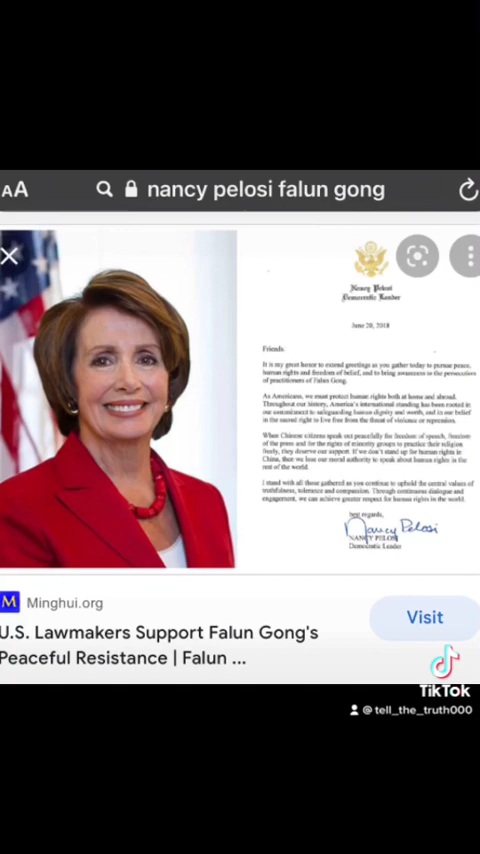 AA nancy pelosi falun gong
Nancy Pelosi
Democratic Leader
June 20, 2018
Friends,
It is my great honor to extend greetings as you gather today to pursue peace,
human rights and freedom of belief, and to bring awareness to the persecution
of practitioners of Falun Gong.
As Americans, we must protect human rights both at home and abroad.
Throughout our history, America's international standing has been rooted in
our commitment to safeguarding human dignity and worth, and in our belief
in the sacred right to live free from the threat of violence or repression.
When Chinese citizens speak out peacefully for freedom of speech, freedom
of the press and for the rights of minority groups to practice their religion
freely, they deserve our support. If we don't stand up for human rights in
China, then we lose our moral authority to speak about human rights in the
rest of the world.
I stand with all those gathered as you continue to uphold the central values of
truthfulness, tolerance and compassion. Through continuous dialogue and
engagement, we can achieve greater respect for human rights in the world.
best regards,
Nancy Pelosi
NANCY PELOSI
Democratic Leader
M Minghui.org
U.S. Lawmakers Support Falun Gong's
Peaceful Resistance | Falun ...
Visit
TikTok
@tell_the_truth000